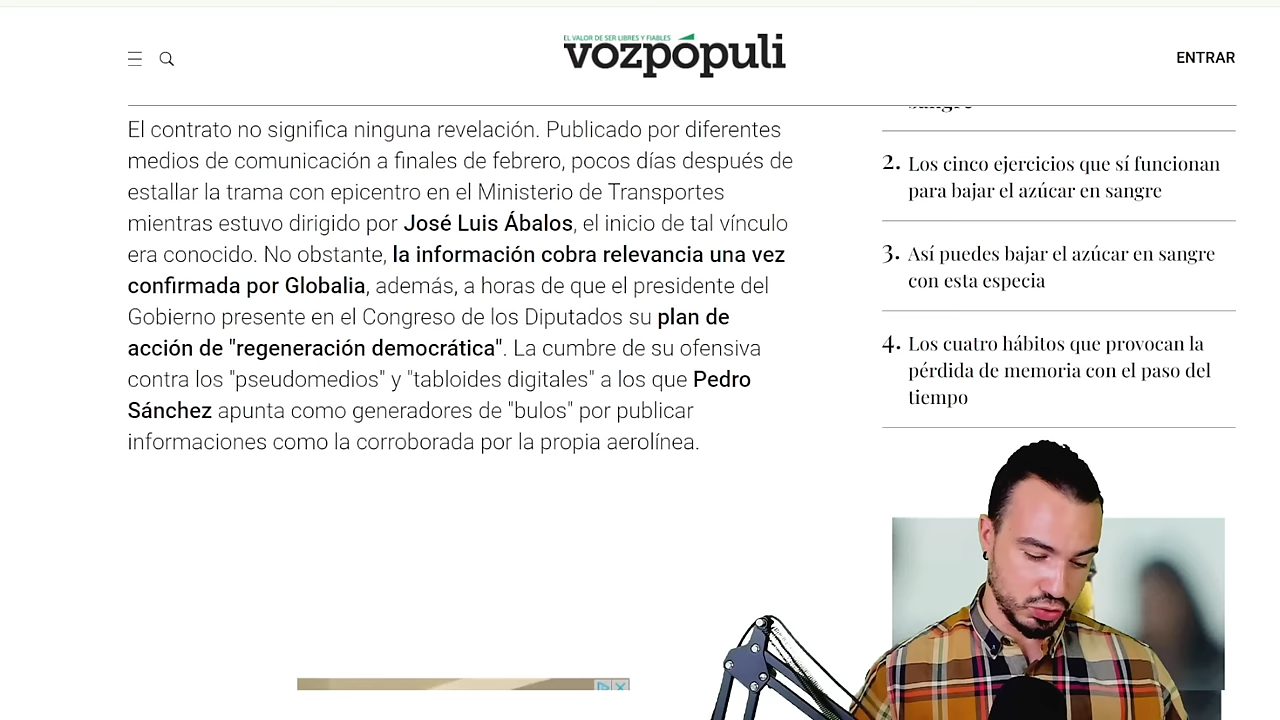 EL VALOR DE SER LIBRES Y FIABLES
vozpópuli
ENTRAR
El contrato no significa ninguna revelación. Publicado por diferentes
medios de comunicación a finales de febrero, pocos días después de
estallar la trama con epicentro en el Ministerio de Transportes
mientras estuvo dirigido por José Luis Ábalos, el inicio de tal vínculo
era conocido. No obstante, la información cobra relevancia una vez
confirmada por Globalia, además, a horas de que el presidente del
Gobierno presente en el Congreso de los Diputados su plan de
acción de "regeneración democrática". La cumbre de su ofensiva
contra los "pseudomedios" y "tabloides digitales" a los que Pedro
Sánchez apunta como generadores de "bulos" por publicar
informaciones como la corroborada por la propia aerolínea.
sangre
2. Los cinco ejercicios que sí funcionan
para bajar el azúcar en sangre
3. Así puedes bajar el azúcar en sangre
con esta especia
4. Los cuatro hábitos que provocan la
pérdida de memoria con el paso del
tiempo